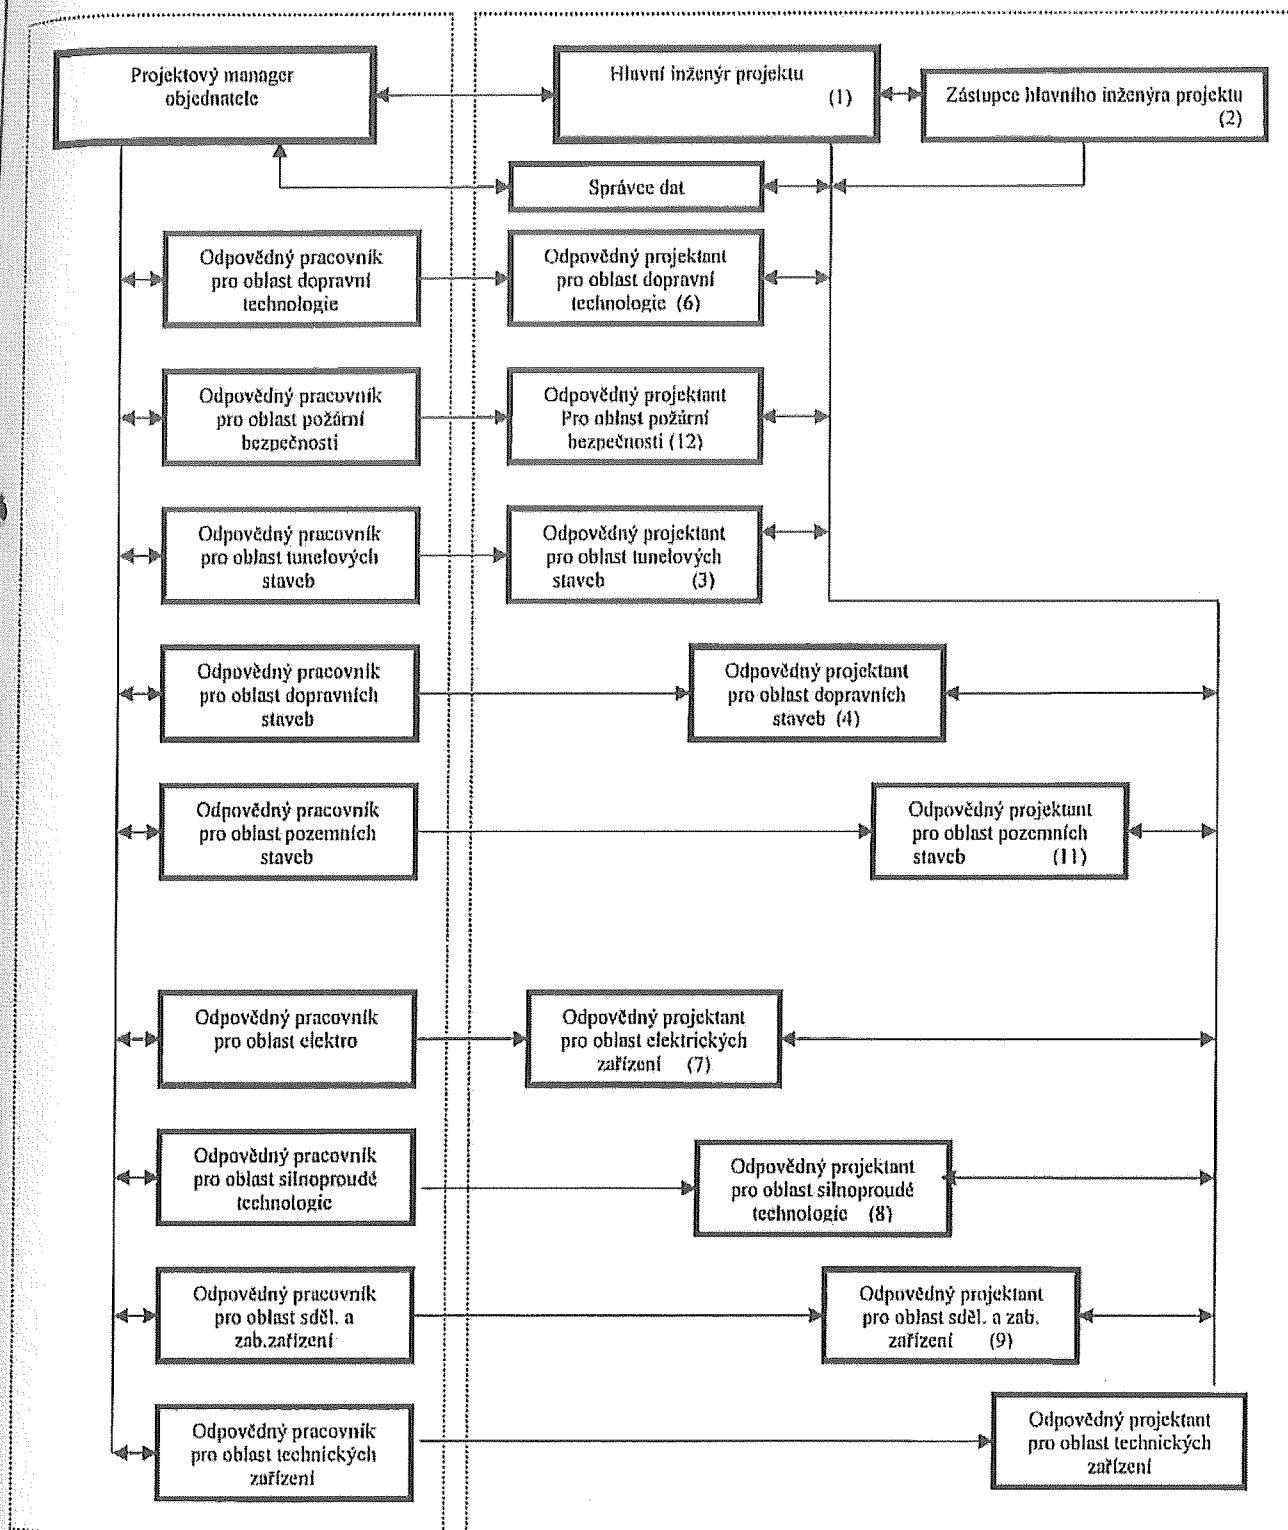 Projektový manager
objednatele
Hlavní inženýr projektu
(1)
Zástupce hlavního inženýra projektu
(2)
Správce dat
Odpovědný pracovník
pro oblast dopravní
technologie
Odpovědný projektant
pro oblast dopravní
technologie (6)
Odpovědný pracovník
pro oblast požární
bezpečnosti
Odpovědný projektant
Pro oblast požární
bezpečnosti (12)
Odpovědný pracovník
pro oblast tunelových
staveb
Odpovědný projektant
pro oblast tunelových
staveb (3)
Odpovědný pracovník
pro oblast dopravních
staveb
Odpovědný projektant
pro oblast dopravních
staveb (4)
Odpovědný pracovník
pro oblast pozemních
staveb
Odpovědný projektant
pro oblast pozemních
staveb (11)
Odpovědný pracovník
pro oblast elektro
Odpovědný projektant
pro oblast elektrických
zařízení (7)
Odpovědný pracovník
pro oblast silnoproudé
technologie
Odpovědný projektant
pro oblast silnoproudé
technologie (8)
Odpovědný pracovník
pro oblast sděl. a
zab.zařízení
Odpovědný projektant
pro oblast sděl. a zab.
zařízení (9)
Odpovědný pracovník
pro oblast technických
zařízení
Odpovědný projektant
pro oblast technických
zařízení